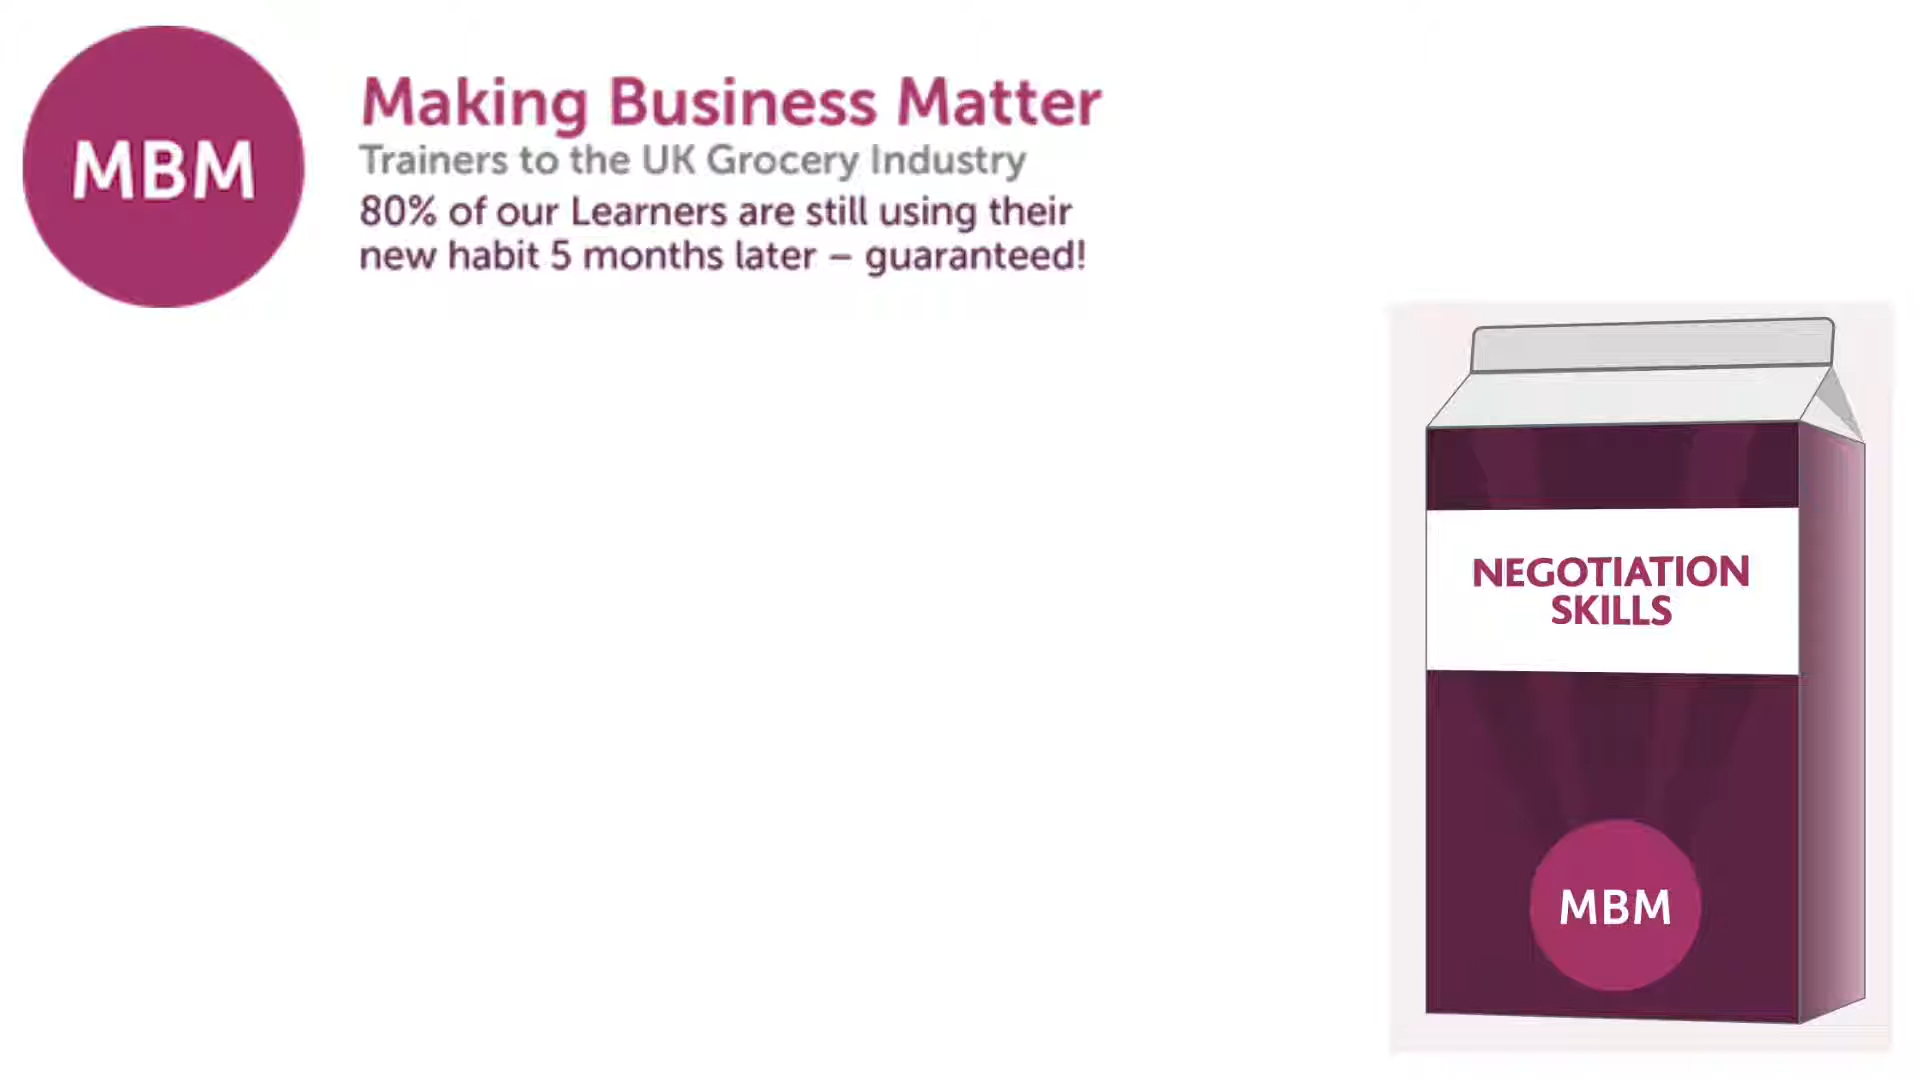 MBM
Making Business Matter
Trainers to the UK Grocery Industry
80% of our Learners are still using their
new habit 5 months later – guaranteed!
NEGOTIATION
SKILLS
MBM